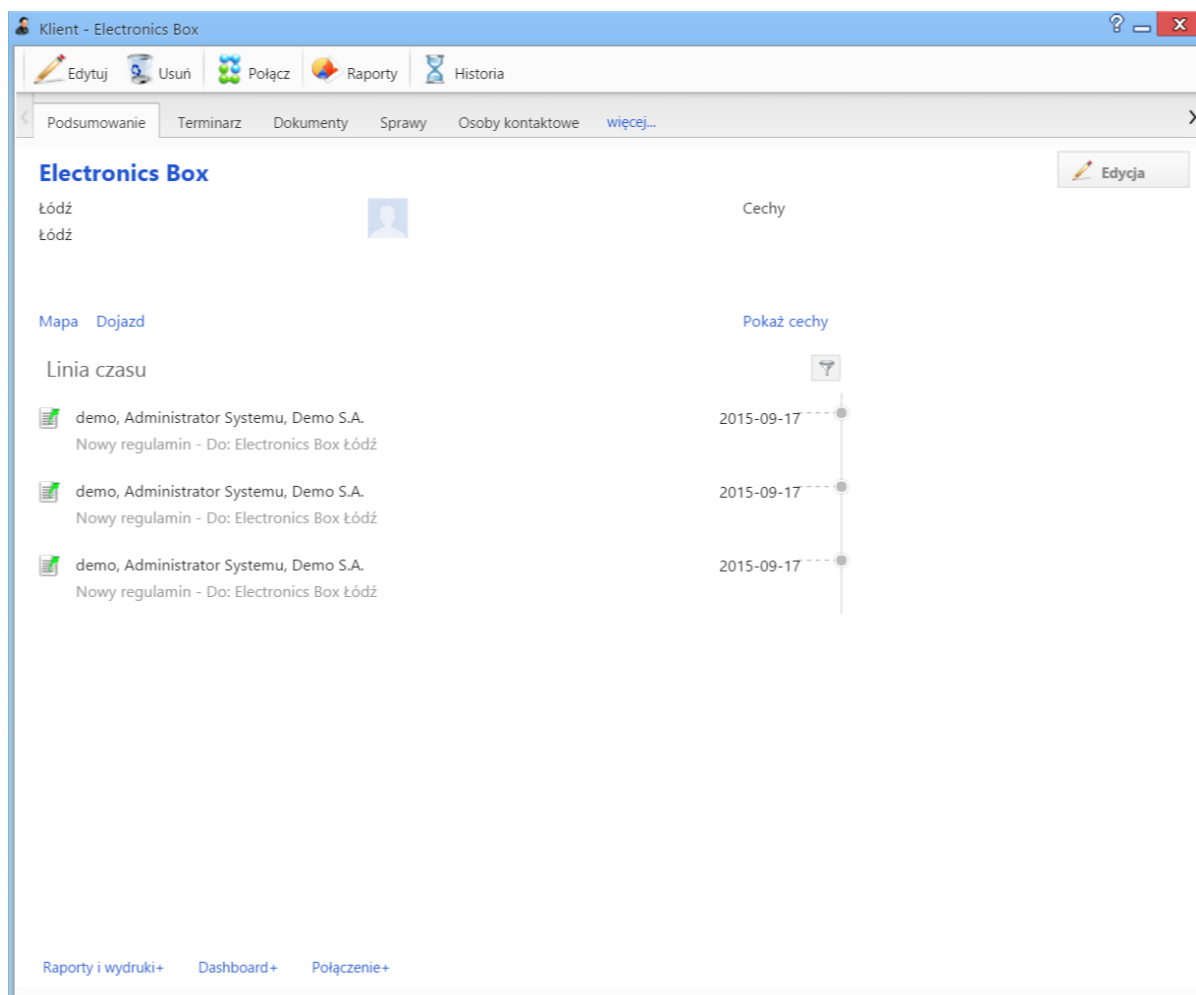 Klient - Electronics Box
Edytuj Usuń Połącz Raporty Historia
Podsumowanie Terminarz Dokumenty Sprawy Osoby kontaktowe więcej...
Electronics Box
Edycja
Łódź
Cechy
Łódź
Mapa Dojazd
Pokaż cechy
Linia czasu
demo, Administrator Systemu, Demo S.A. 2015-09-17
Nowy regulamin - Do: Electronics Box Łódź
demo, Administrator Systemu, Demo S.A. 2015-09-17
Nowy regulamin - Do: Electronics Box Łódź
demo, Administrator Systemu, Demo S.A. 2015-09-17
Nowy regulamin - Do: Electronics Box Łódź
Raporty i wydruki+ Dashboard+ Połączenie+